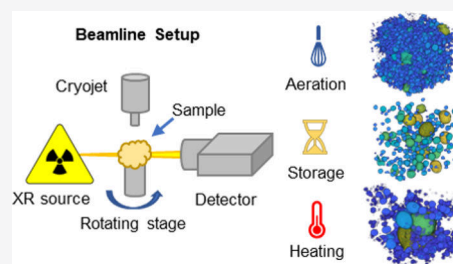 Beamline Setup
Cryojet
Sample
XR source
Rotating stage
Detector
Aeration
Storage
Heating